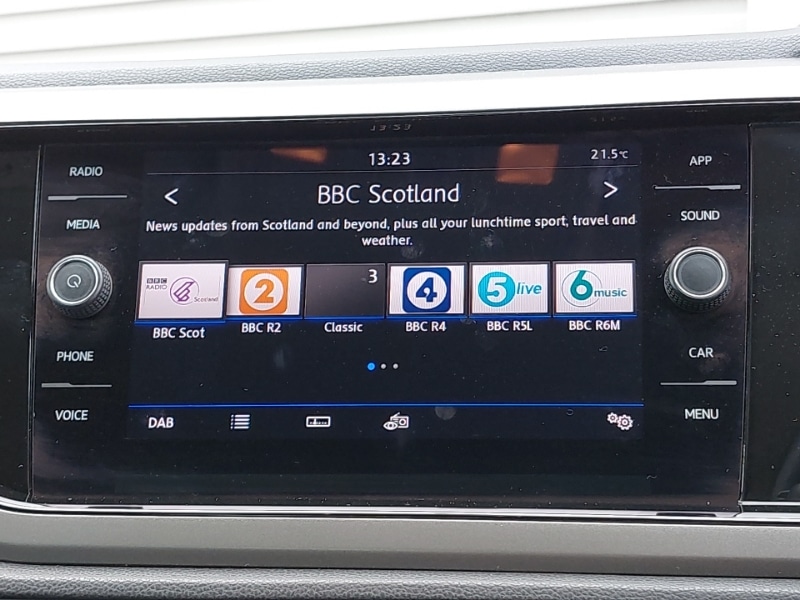 13:23
21.5°C
RADIO
APP
< BBC Scotland >
MEDIA
SOUND
News updates from Scotland and beyond, plus all your lunchtime sport, travel and
weather.
BBC
RADIO
Scotland
2
3
4
5 live
6 music
BBC Scot
BBC R2
Classic
BBC R4
BBC R5L
BBC R6M
PHONE
CAR
VOICE
DAB
MENU